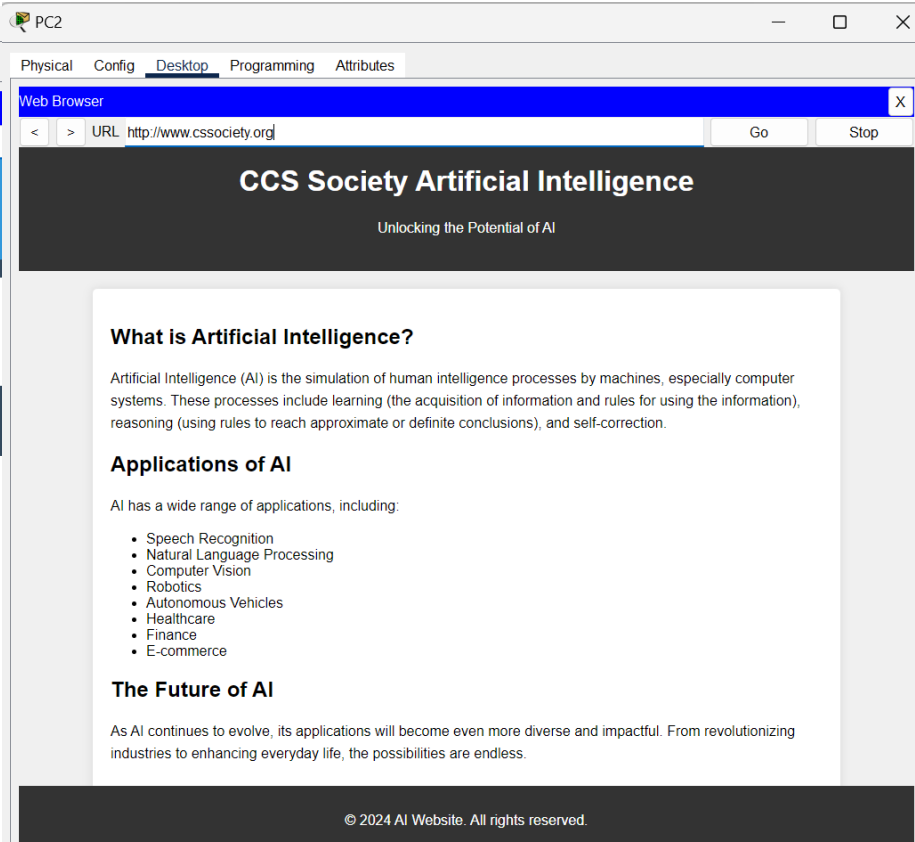 PC2
Physical Config Desktop Programming Attributes
Web Browser X
< > URL http://www.cssociety.org Go Stop
CCS Society Artificial Intelligence
Unlocking the Potential of AI
What is Artificial Intelligence?
Artificial Intelligence (AI) is the simulation of human intelligence processes by machines, especially computer
systems. These processes include learning (the acquisition of information and rules for using the information),
reasoning (using rules to reach approximate or definite conclusions), and self-correction.
Applications of AI
AI has a wide range of applications, including:
• Speech Recognition
• Natural Language Processing
• Computer Vision
• Robotics
• Autonomous Vehicles
• Healthcare
• Finance
• E-commerce
The Future of AI
As AI continues to evolve, its applications will become even more diverse and impactful. From revolutionizing
industries to enhancing everyday life, the possibilities are endless.
© 2024 AI Website. All rights reserved.